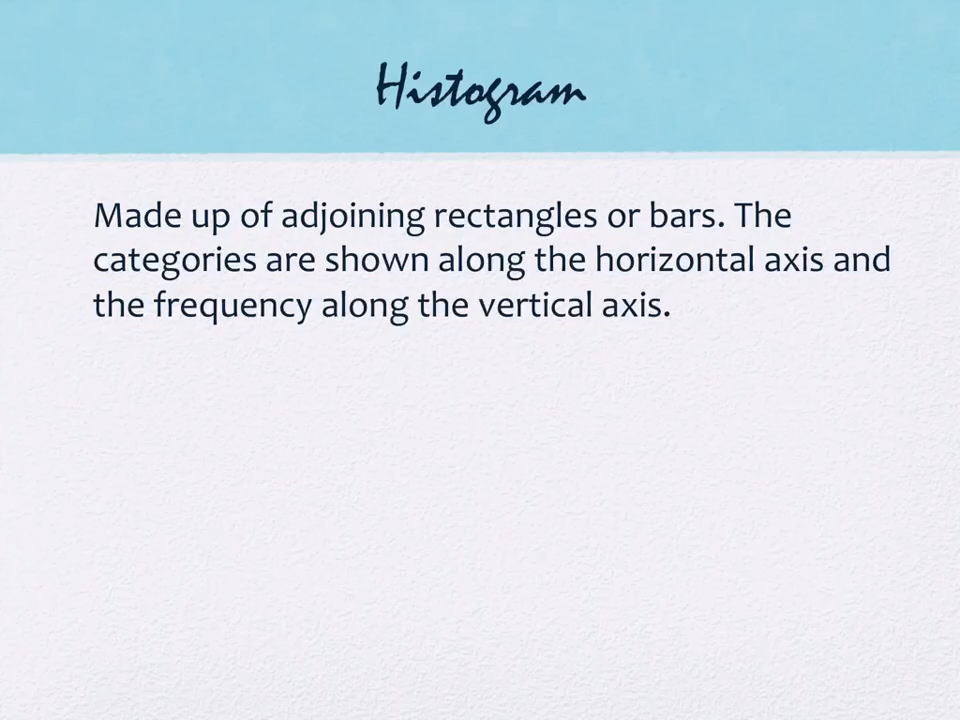 Histogram
Made up of adjoining rectangles or bars. The
categories are shown along the horizontal axis and
the frequency along the vertical axis.